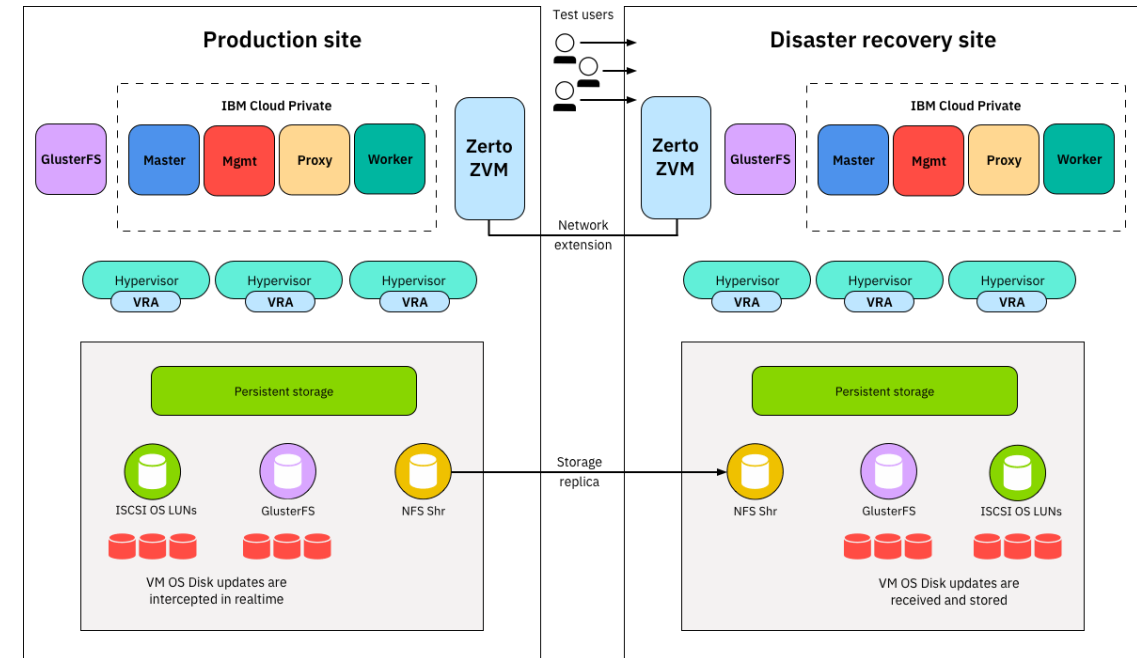 Test users
Production site
Disaster recovery site
IBM Cloud Private
GlusterFS
Master
Mgmt
Proxy
Worker
Zerto
ZVM
Zerto
ZVM
GlusterFS
IBM Cloud Private
Master
Mgmt
Proxy
Worker
Network
extension
Hypervisor
VRA
Hypervisor
VRA
Hypervisor
VRA
Hypervisor
VRA
Hypervisor
VRA
Hypervisor
VRA
Persistent storage
ISCSI OS LUNs
GlusterFS
NFS Shr
VM OS Disk updates are
intercepted in realtime
Storage
replica
Persistent storage
NFS Shr
GlusterFS
ISCSI OS LUNs
VM OS Disk updates are
received and stored